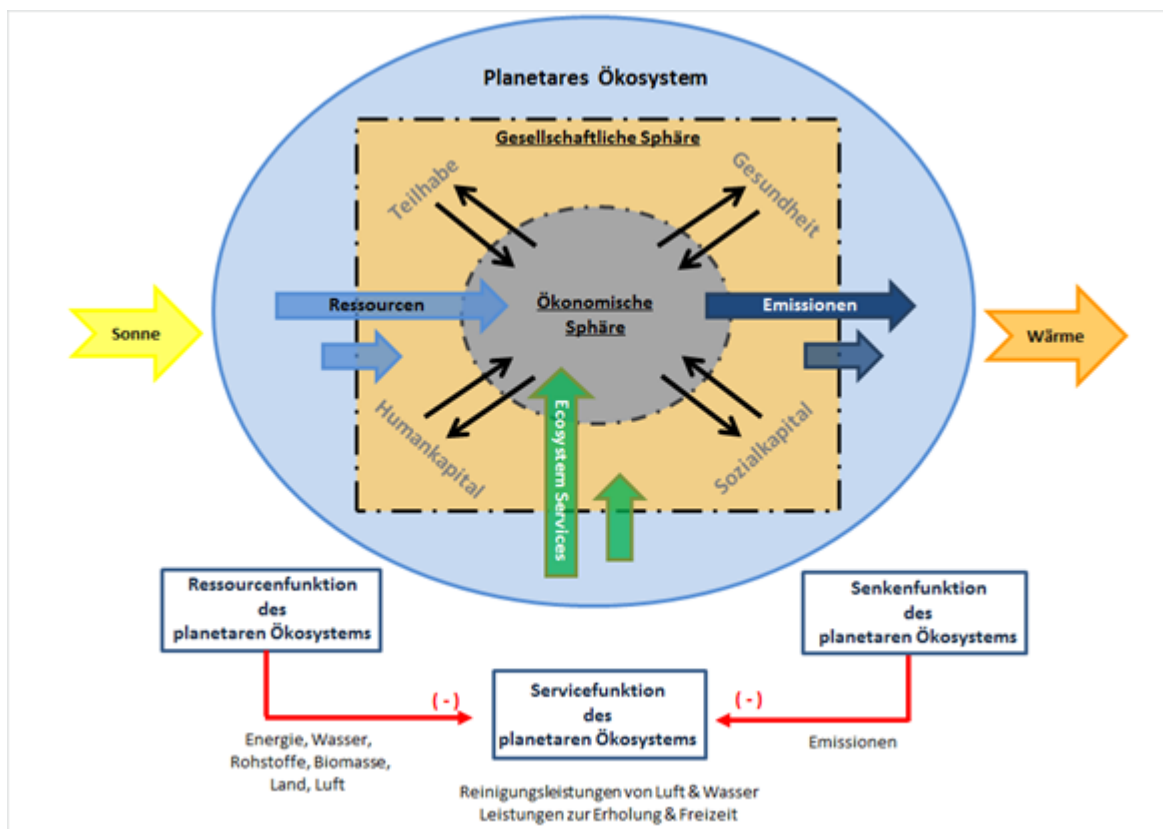 Planetares Ökosystem
Gesellschaftliche Sphäre
Teilhabe
Gesundheit
Sonne
Ressourcen
Ökonomische
Sphäre
Emissionen
Wärme
Humankapital
Ecosystem Services
Sozialkapital
Ressourcenfunktion
des
planetaren Ökosystems
Senkenfunktion
des
planetaren Ökosystems
( - )
Servicefunktion
des
planetaren Ökosystems
( - )
Energie, Wasser,
Rohstoffe, Biomasse,
Land, Luft
Emissionen
Reinigungsleistungen von Luft & Wasser
Leistungen zur Erholung & Freizeit